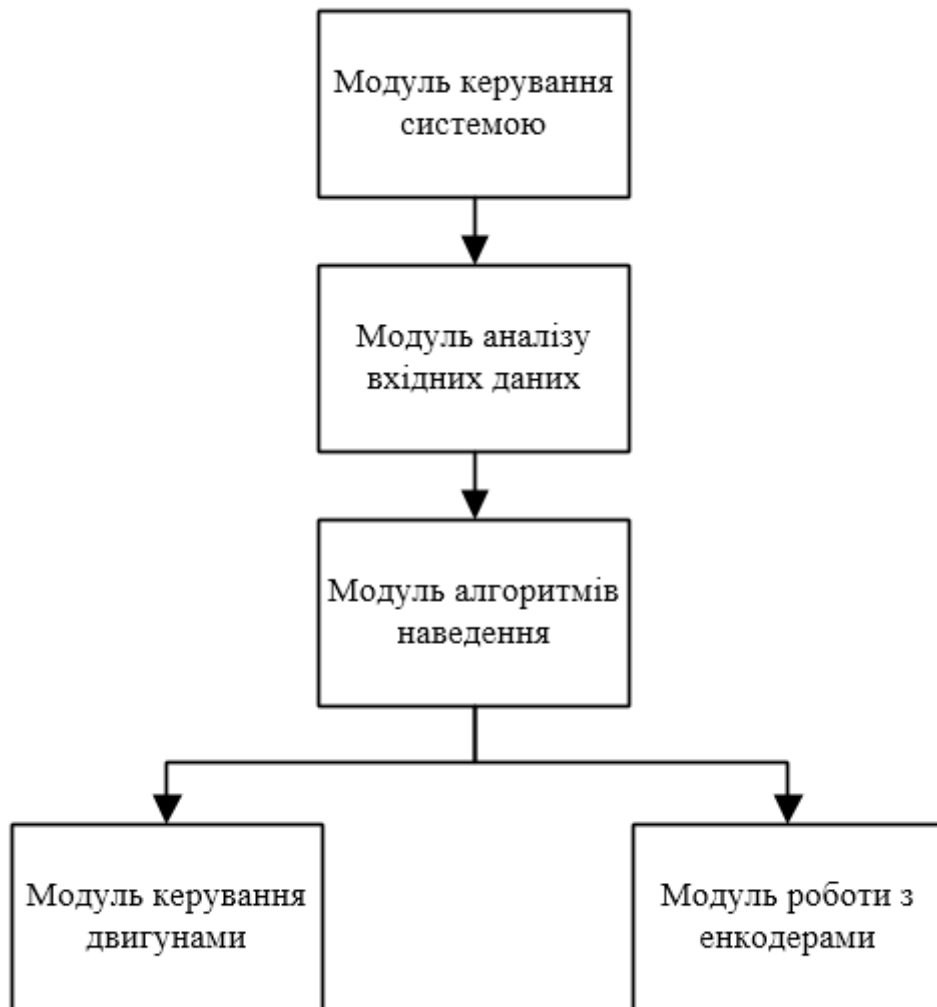 Модуль керування
системою
Модуль аналізу
вхідних даних
Модуль алгоритмів
наведення
Модуль керування
двигунами
Модуль роботи з
енкодерами